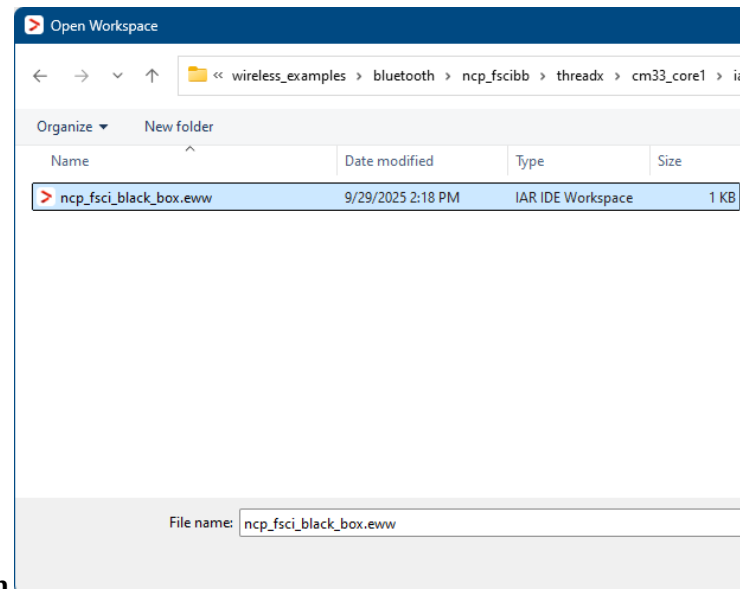 Open Workspace
« wireless_examples > bluetooth > ncp_fscibb > threadx > cm33_core1 >
Organize New folder
Name Date modified Type Size
ncp_fsci_black_box.eww 9/29/2025 2:18 PM IAR IDE Workspace 1 KB
File name: ncp_fsci_black_box.eww